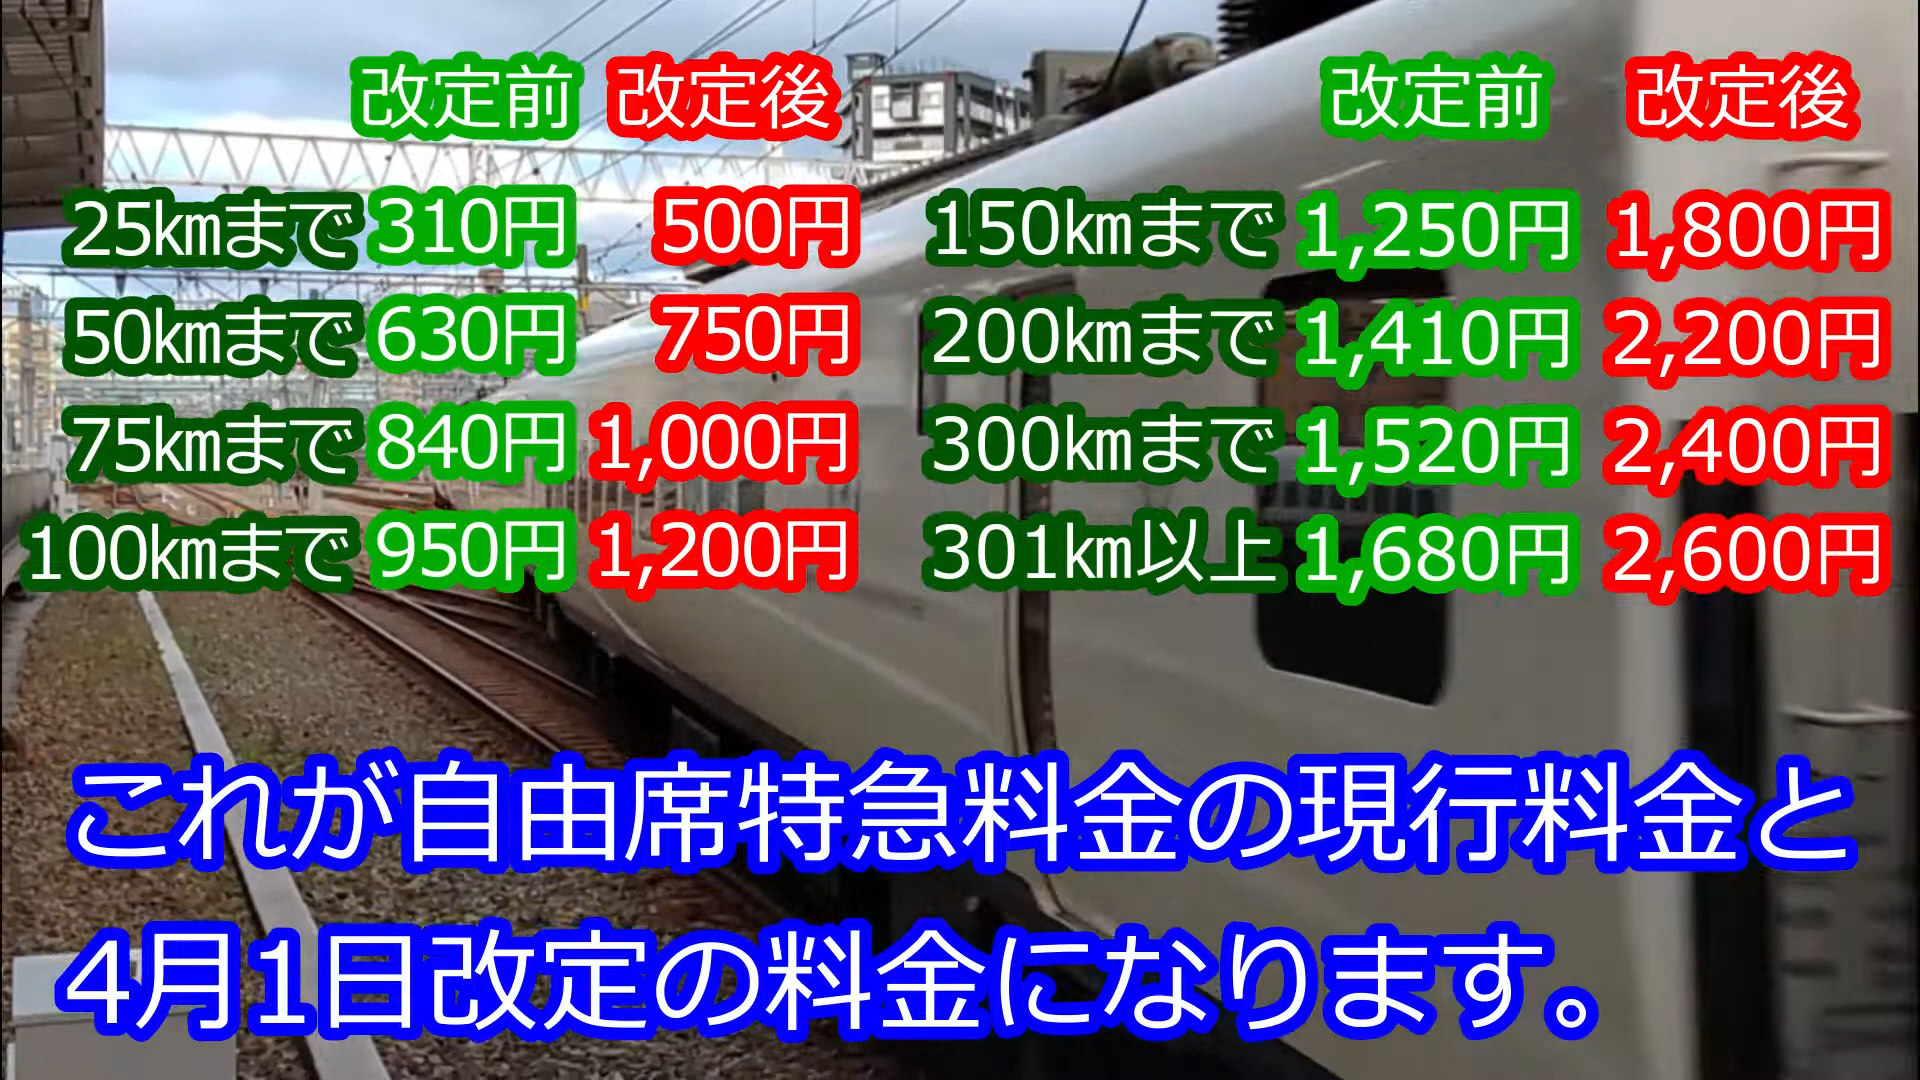 改定前 改定後
25kmまで 310円 500円
50kmまで 630円 750円
75kmまで 840円 1,000円
100kmまで 950円 1,200円
改定前 改定後
150kmまで 1,250円 1,800円
200kmまで 1,410円 2,200円
300kmまで 1,520円 2,400円
301km以上 1,680円 2,600円
これが自由席特急料金の現行料金と
4月1日改定の料金になります。